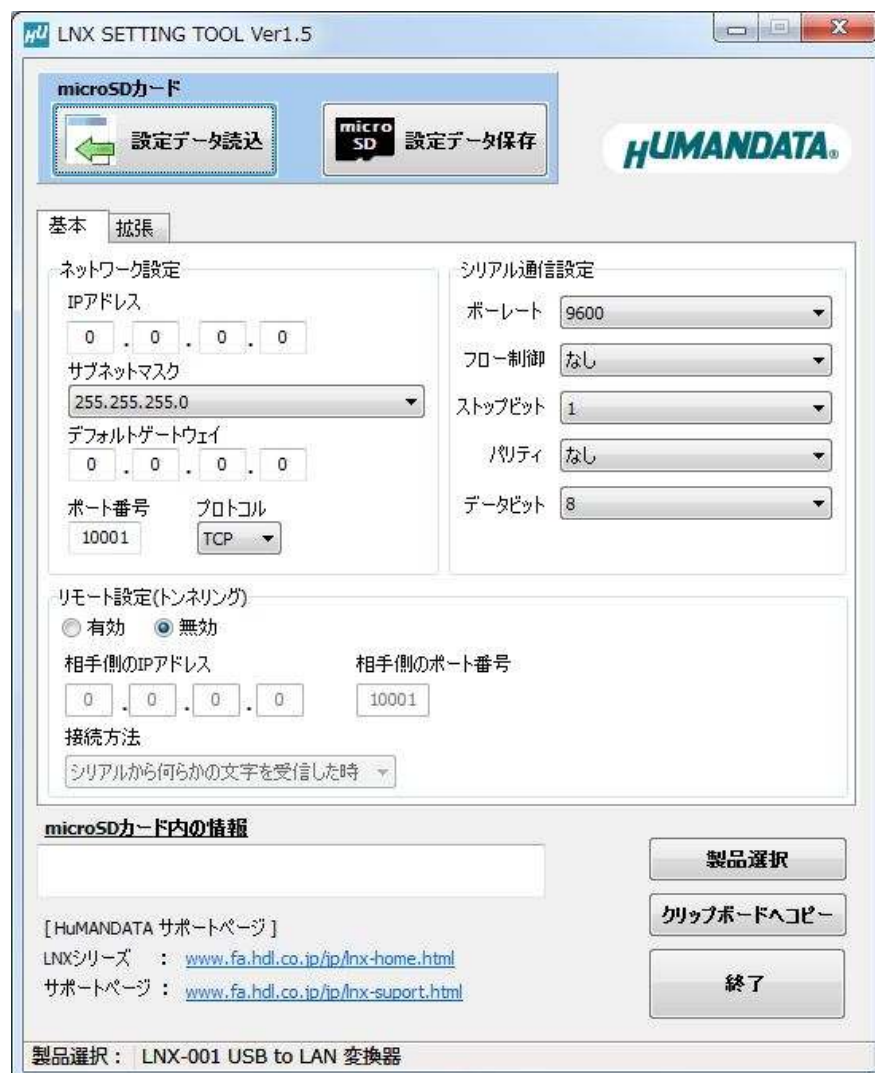 LNX SETTING TOOL Ver1.5
microSDカード
設定データ読込
micro SD 設定データ保存
HUMANDATA®
基本 拡張
ネットワーク設定
IPアドレス
0 . 0 . 0 . 0
サブネットマスク
255.255.255.0
デフォルトゲートウェイ
0 . 0 . 0 . 0
ポート番号 プロトコル
10001 TCP
シリアル通信設定
ボーレート 9600
フロー制御 なし
ストップビット 1
パリティ なし
データビット 8
リモート設定(トンネリング)
有効 無効
相手側のIPアドレス 相手側のポート番号
0 . 0 . 0 . 0 10001
接続方法
シリアルから何らかの文字を受信した時
microSDカード内の情報
製品選択
クリップボードへコピー
終了
[ HuMANDATA サポートページ ]
LNXシリーズ : www.fa.hdl.co.jp/jp/lnx-home.html
サポートページ : www.fa.hdl.co.jp/jp/lnx-suport.html
製品選択 : LNX-001 USB to LAN 変換器